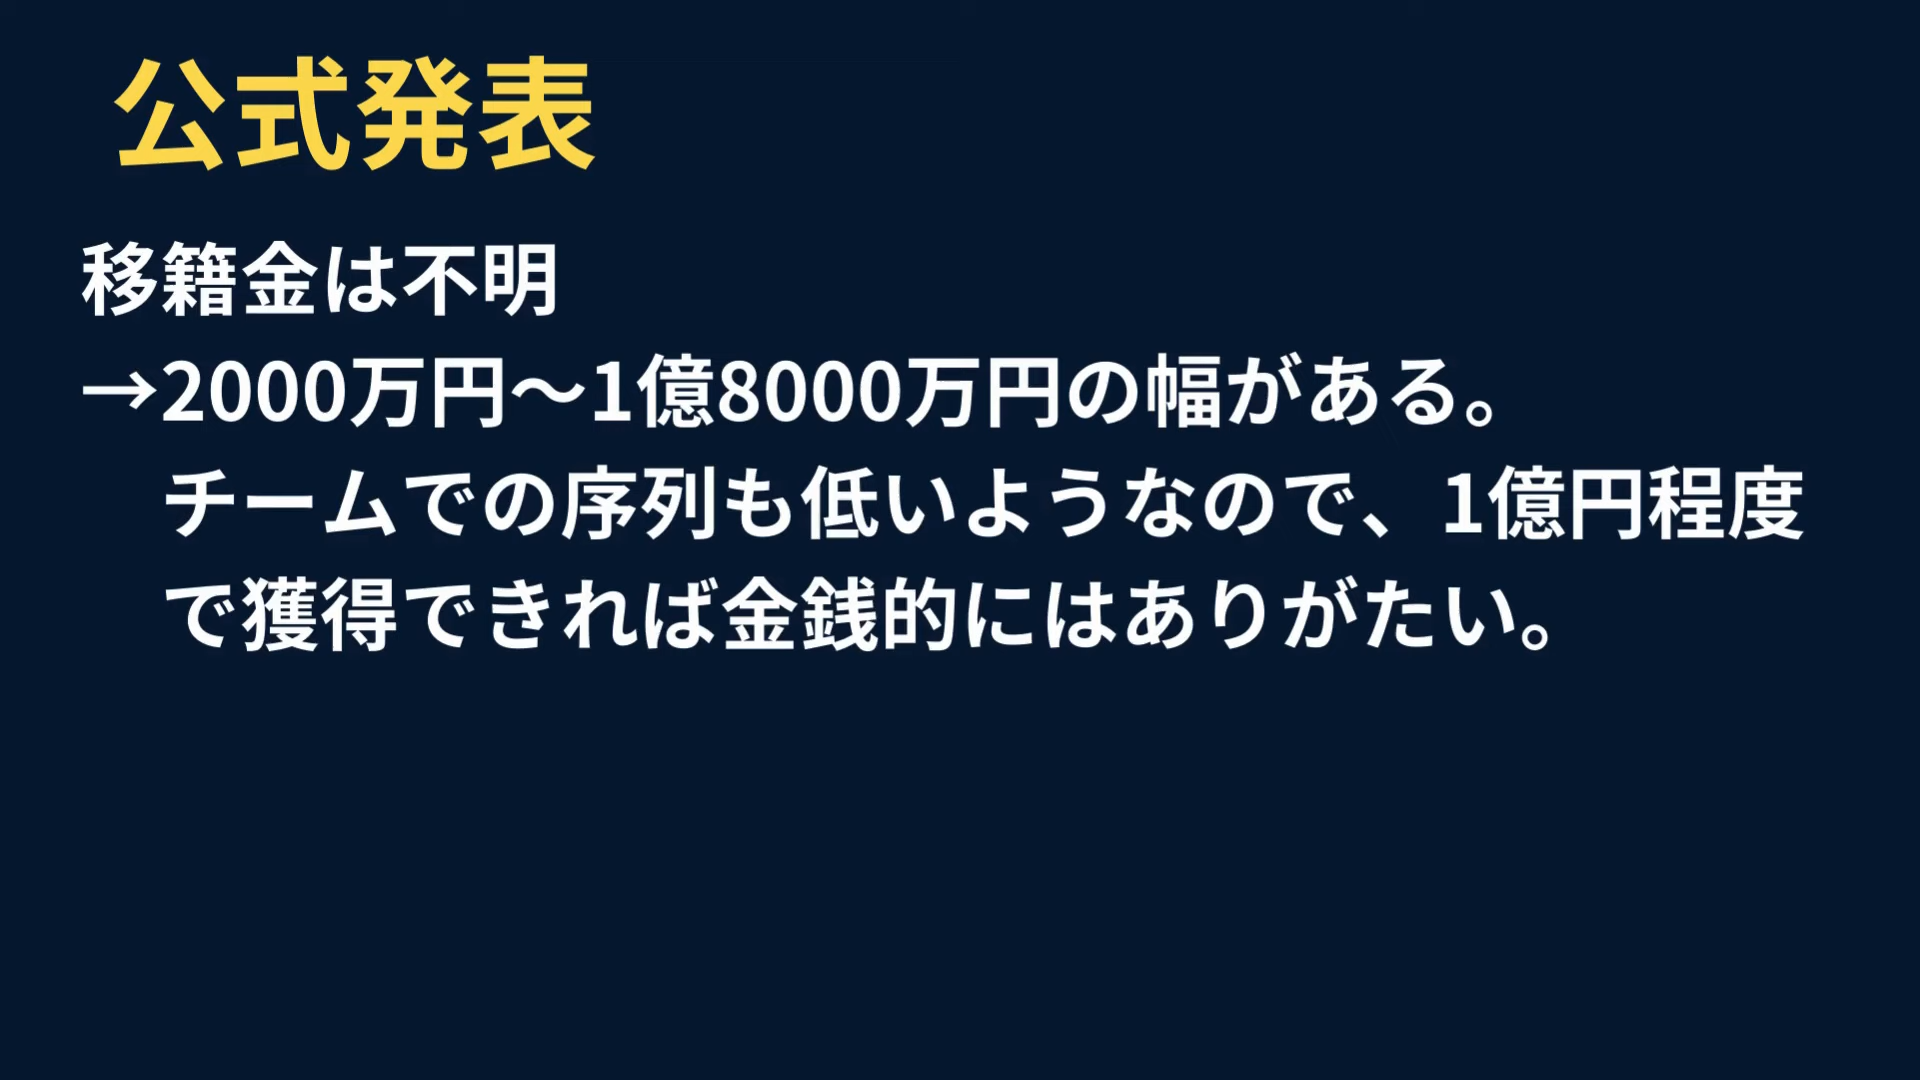 公式発表
移籍金は不明
→2000万円～1億8000万円の幅がある。
チームでの序列も低いようなので、1億円程度
で獲得できれば金銭的にはありがたい。